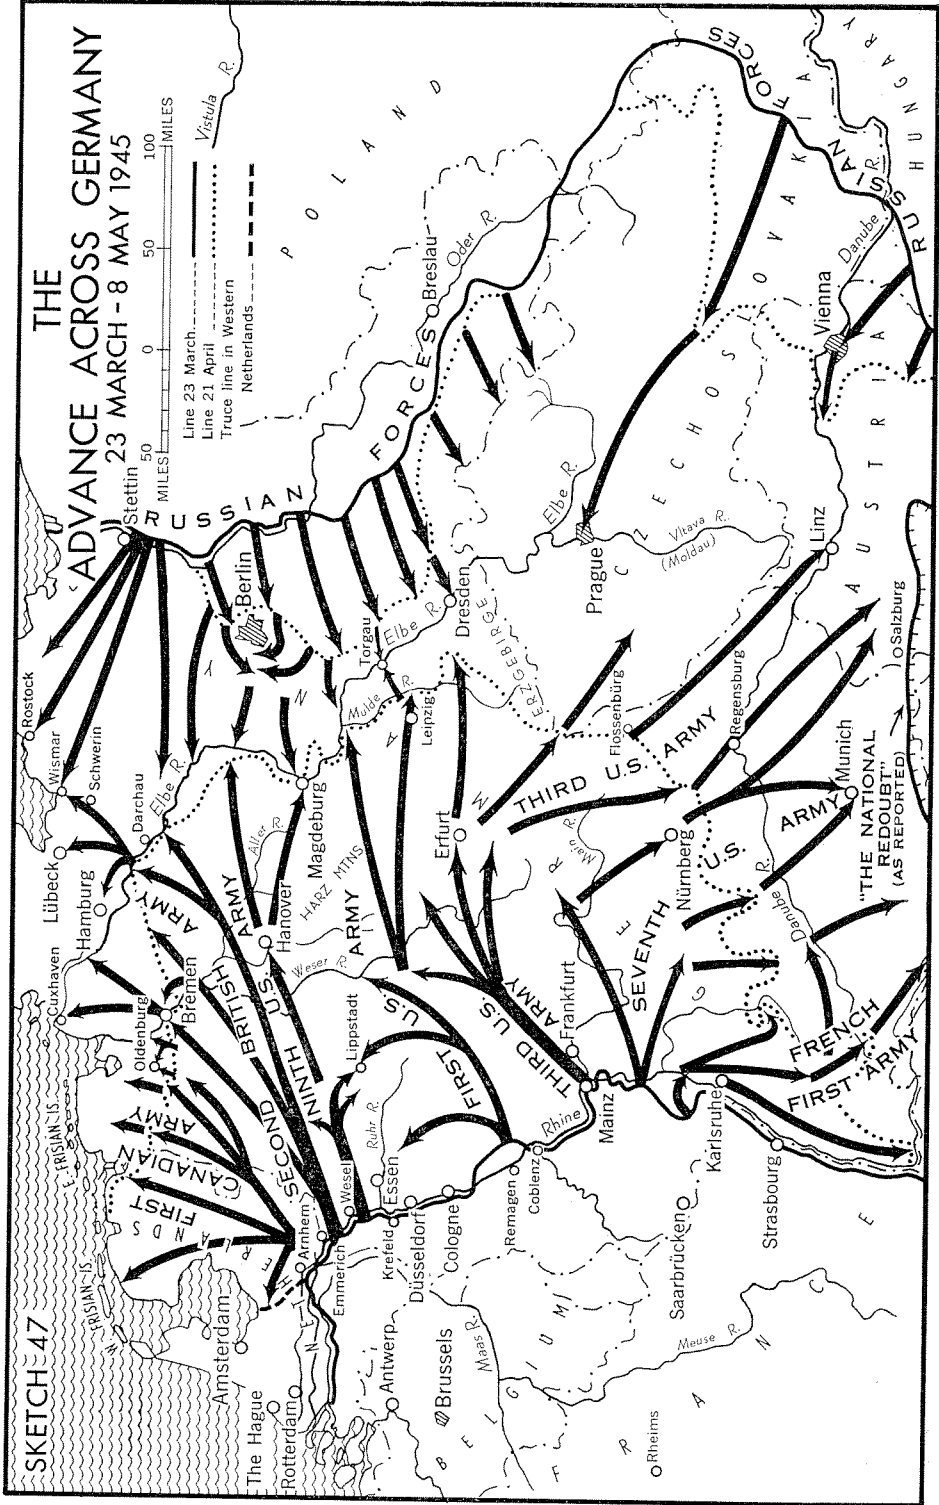 SKETCH 47
THE
ADVANCE ACROSS GERMANY
23 MARCH - 8 MAY 1945
50 0 50 100
MILES MILES
Line 23 March
Line 21 April
Truce line in Western
Netherlands
Vistula R.
POLAND
RUSSIAN FORCES
Stettin
Rostock
Wismar
Schwerin
Lübeck
Darchau
Elbe R.
Hamburg
Cuxhaven
Oldenburg
Bremen
E. FRISIAN IS.
W. FRISIAN IS.
NETHERLANDS
FIRST CANADIAN ARMY
SECOND BRITISH ARMY
NINTH U.S. ARMY
FIRST U.S. ARMY
THIRD U.S. ARMY
Berlin
Breslau
Oder R.
Torgau
Elbe R.
Mulde R.
Leipzig
Dresden
ERZGEBERGE
Magdeburg
Aller R.
Hanover
HARZ MTNS
Weser R.
Lippstadt
Ruhr R.
Wesel
Essen
Arnhem
Emmerich
Krefeld
Düsseldorf
Cologne
Remagen
Coblenz
Rhine
Amsterdam
The Hague
Rotterdam
Antwerp
Brussels
Maas R.
BELGIUM
Meuse R.
Rheims
FRANCE
Saarbrücken
Strasbourg
Karlsruhe
Mainz
Frankfurt
Erfurt
Main R.
GERMANY
THIRD U.S. ARMY
SEVENTH U.S. ARMY
Nürnberg
Flossenbürg
Regensburg
Danube R.
Munich
FIRST FRENCH ARMY
"THE NATIONAL
REDOUBT"
(AS REPORTED)
Salzburg
Linz
AUSTRIA
Prague
Elbe R.
Vltava R.
(Moldau)
CZECHOSLOVAKIA
Vienna
Danube R.
RUSSIAN FORCES
HUNGARY